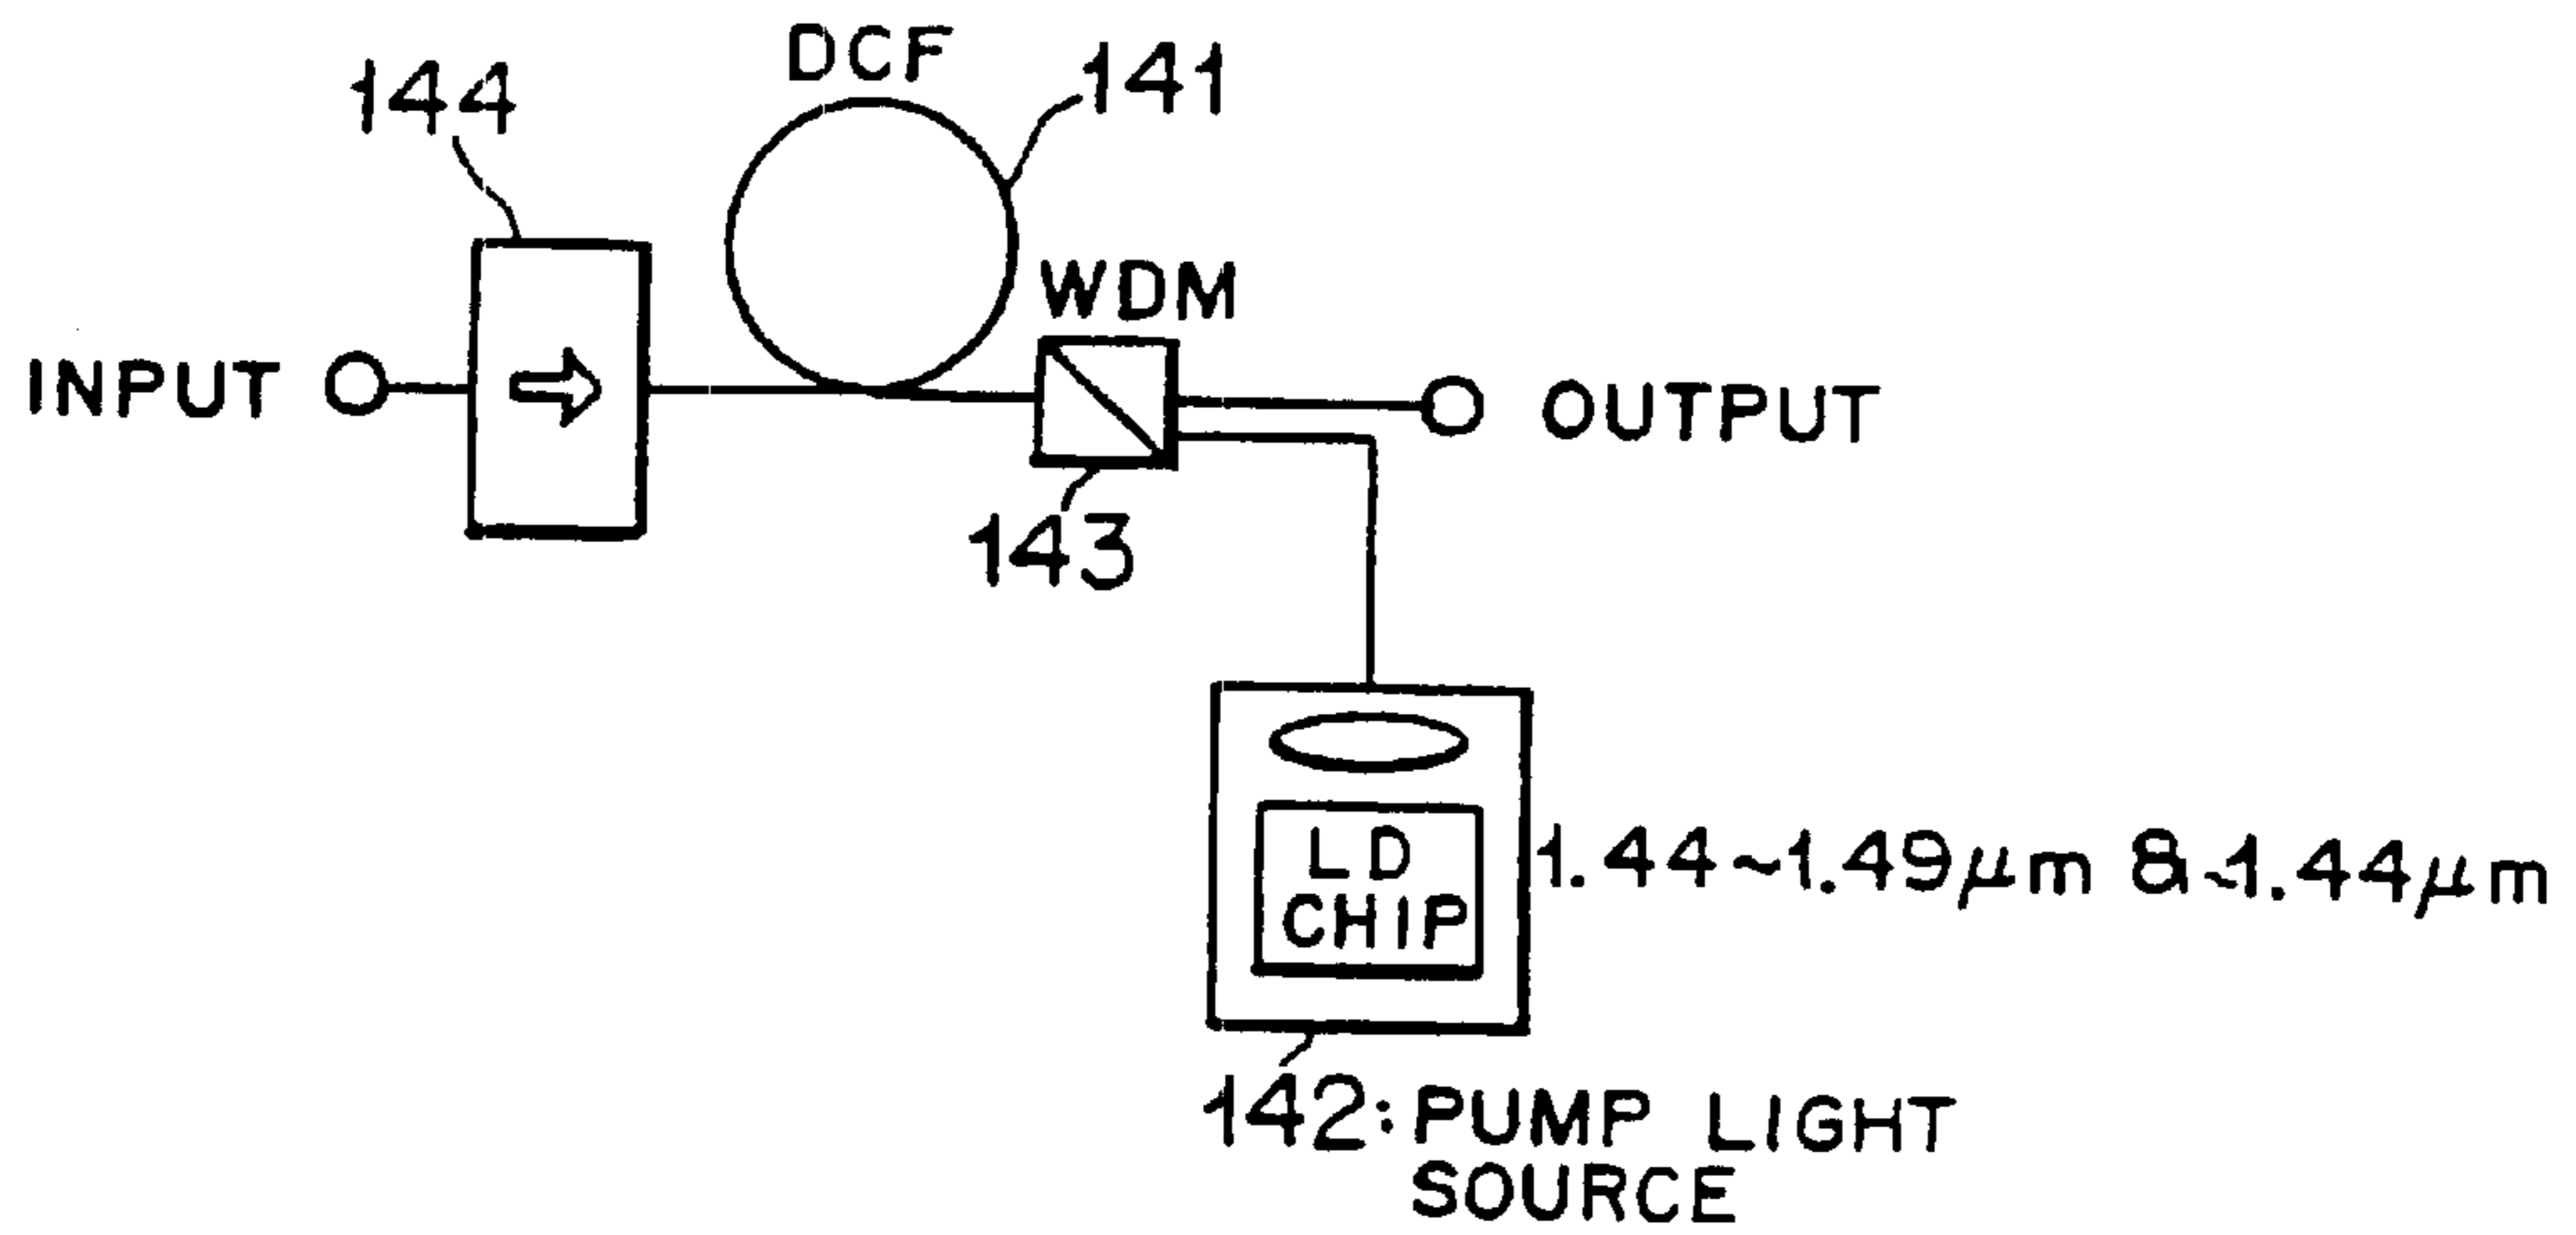 DCF
144
141
WDM
INPUT
OUTPUT
143
LD
CHIP
1.44~1.49μm & ~1.44μm
142: PUMP LIGHT
SOURCE